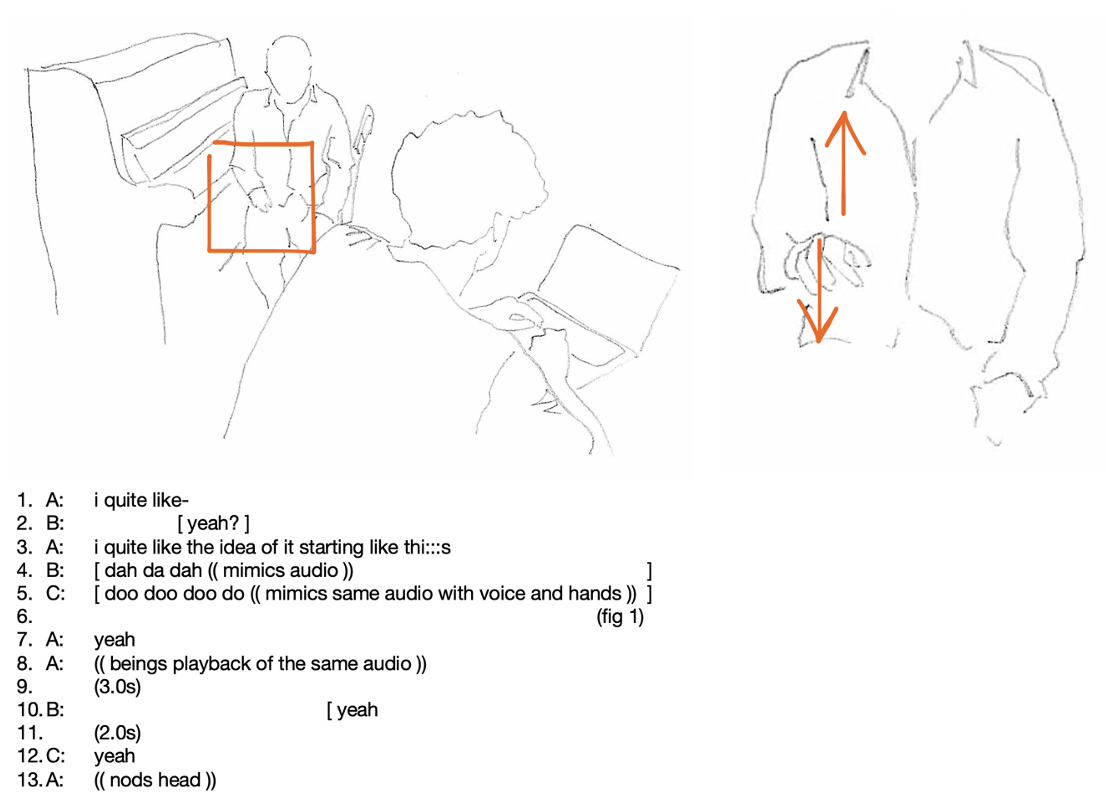 1. A: i quite like-
2. B: [ yeah? ]
3. A: i quite like the idea of it starting like thi:::s
4. B: [ dah da dah (( mimics audio )) ]
5. C: [ doo doo doo do (( mimics same audio with voice and hands )) ]
6. (fig 1)
7. A: yeah
8. A: (( beings playback of the same audio ))
9. (3.0s)
10. B: [ yeah
11. (2.0s)
12. C: yeah
13. A: (( nods head ))